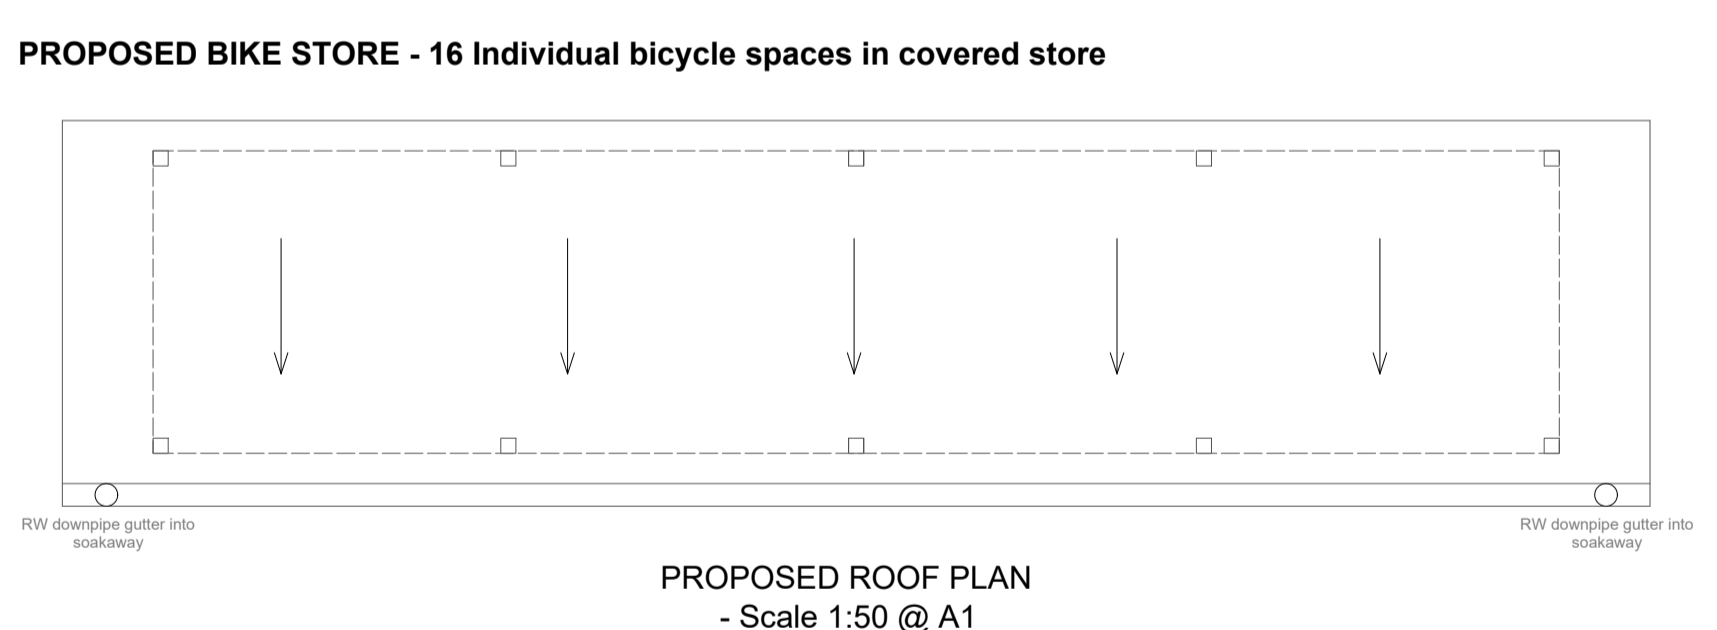 PROPOSED BIKE STORE - 16 Individual bicycle spaces in covered store
RW downpipe gutter into
soakaway
RW downpipe gutter into
soakaway
PROPOSED ROOF PLAN
- Scale 1:50 @ A1